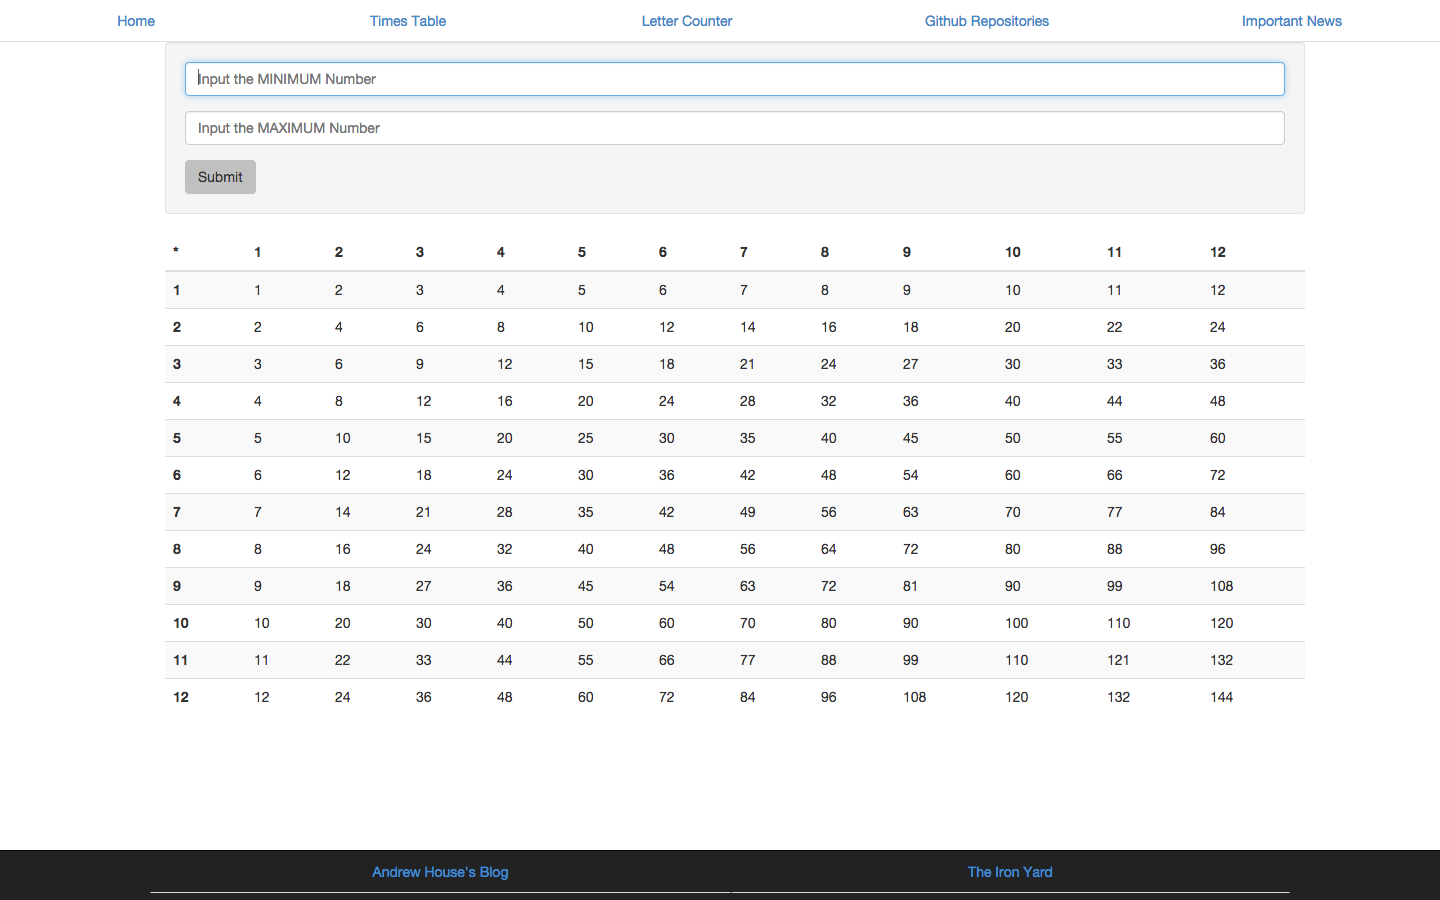 Home Times Table Letter Counter Github Repositories Important News
Input the MINIMUM Number
Input the MAXIMUM Number
Submit
* 1 2 3 4 5 6 7 8 9 10 11 12
1 1 2 3 4 5 6 7 8 9 10 11 12
2 2 4 6 8 10 12 14 16 18 20 22 24
3 3 6 9 12 15 18 21 24 27 30 33 36
4 4 8 12 16 20 24 28 32 36 40 44 48
5 5 10 15 20 25 30 35 40 45 50 55 60
6 6 12 18 24 30 36 42 48 54 60 66 72
7 7 14 21 28 35 42 49 56 63 70 77 84
8 8 16 24 32 40 48 56 64 72 80 88 96
9 9 18 27 36 45 54 63 72 81 90 99 108
10 10 20 30 40 50 60 70 80 90 100 110 120
11 11 22 33 44 55 66 77 88 99 110 121 132
12 12 24 36 48 60 72 84 96 108 120 132 144
Andrew House's Blog The Iron Yard